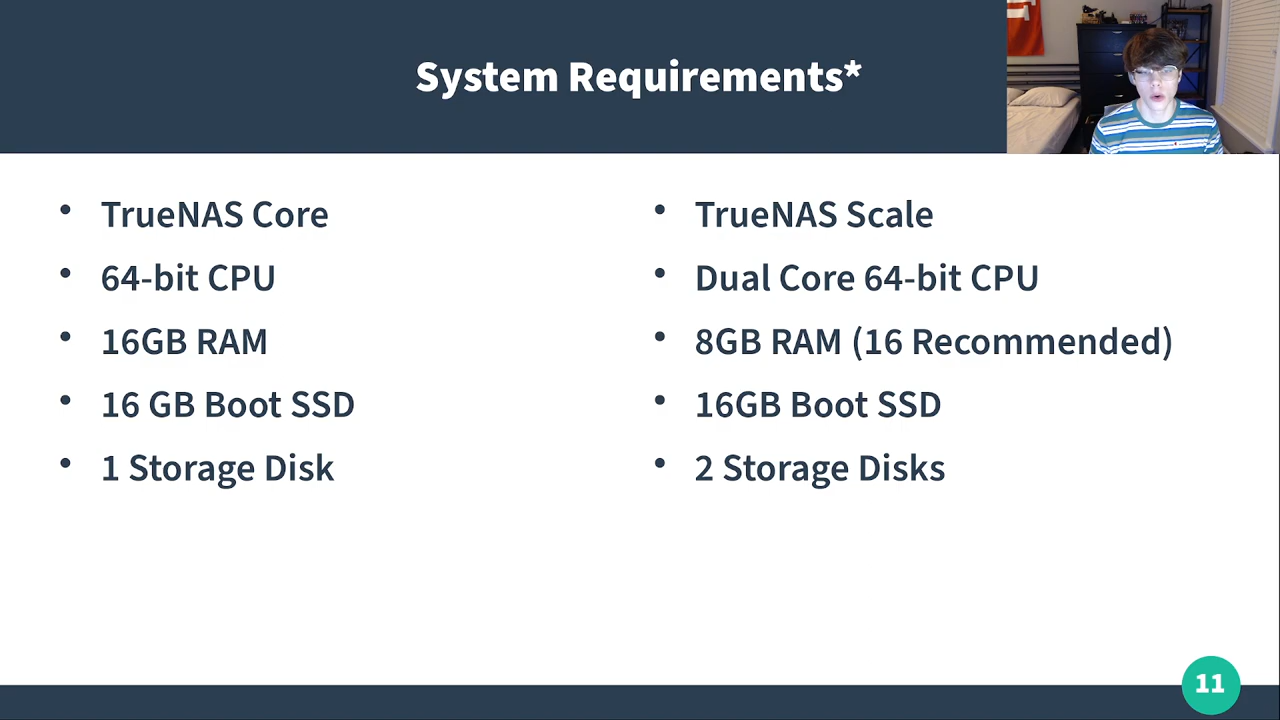 System Requirements*
• TrueNAS Core
• 64-bit CPU
• 16GB RAM
• 16 GB Boot SSD
• 1 Storage Disk
• TrueNAS Scale
• Dual Core 64-bit CPU
• 8GB RAM (16 Recommended)
• 16GB Boot SSD
• 2 Storage Disks
11